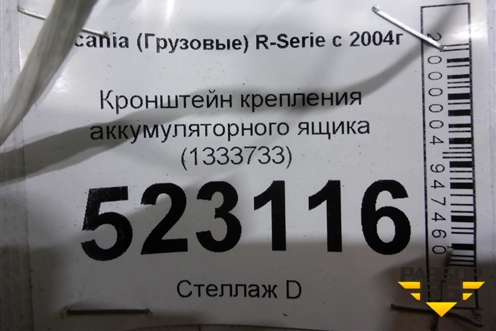 cania (Грузовые) R-Serie с 2004г
Кронштейн крепления
аккумуляторного ящика
(1333733)
523116
Стеллаж D
2000004947460